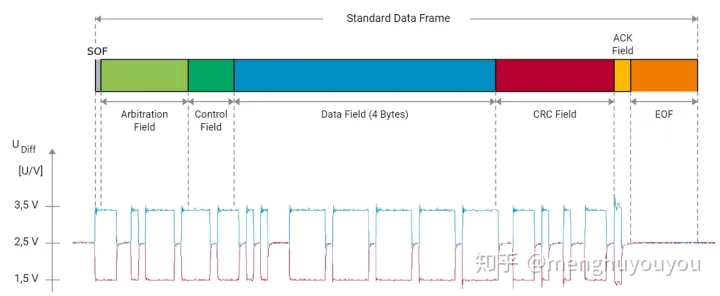 Standard Data Frame
SOF
ACK
Field
Arbitration
Field
Control
Field
Data Field (4 Bytes)
CRC Field
EOF
U Diff
[U/V]
3,5 V
2,5 V
1,5 V
知乎 @menghuyouyou